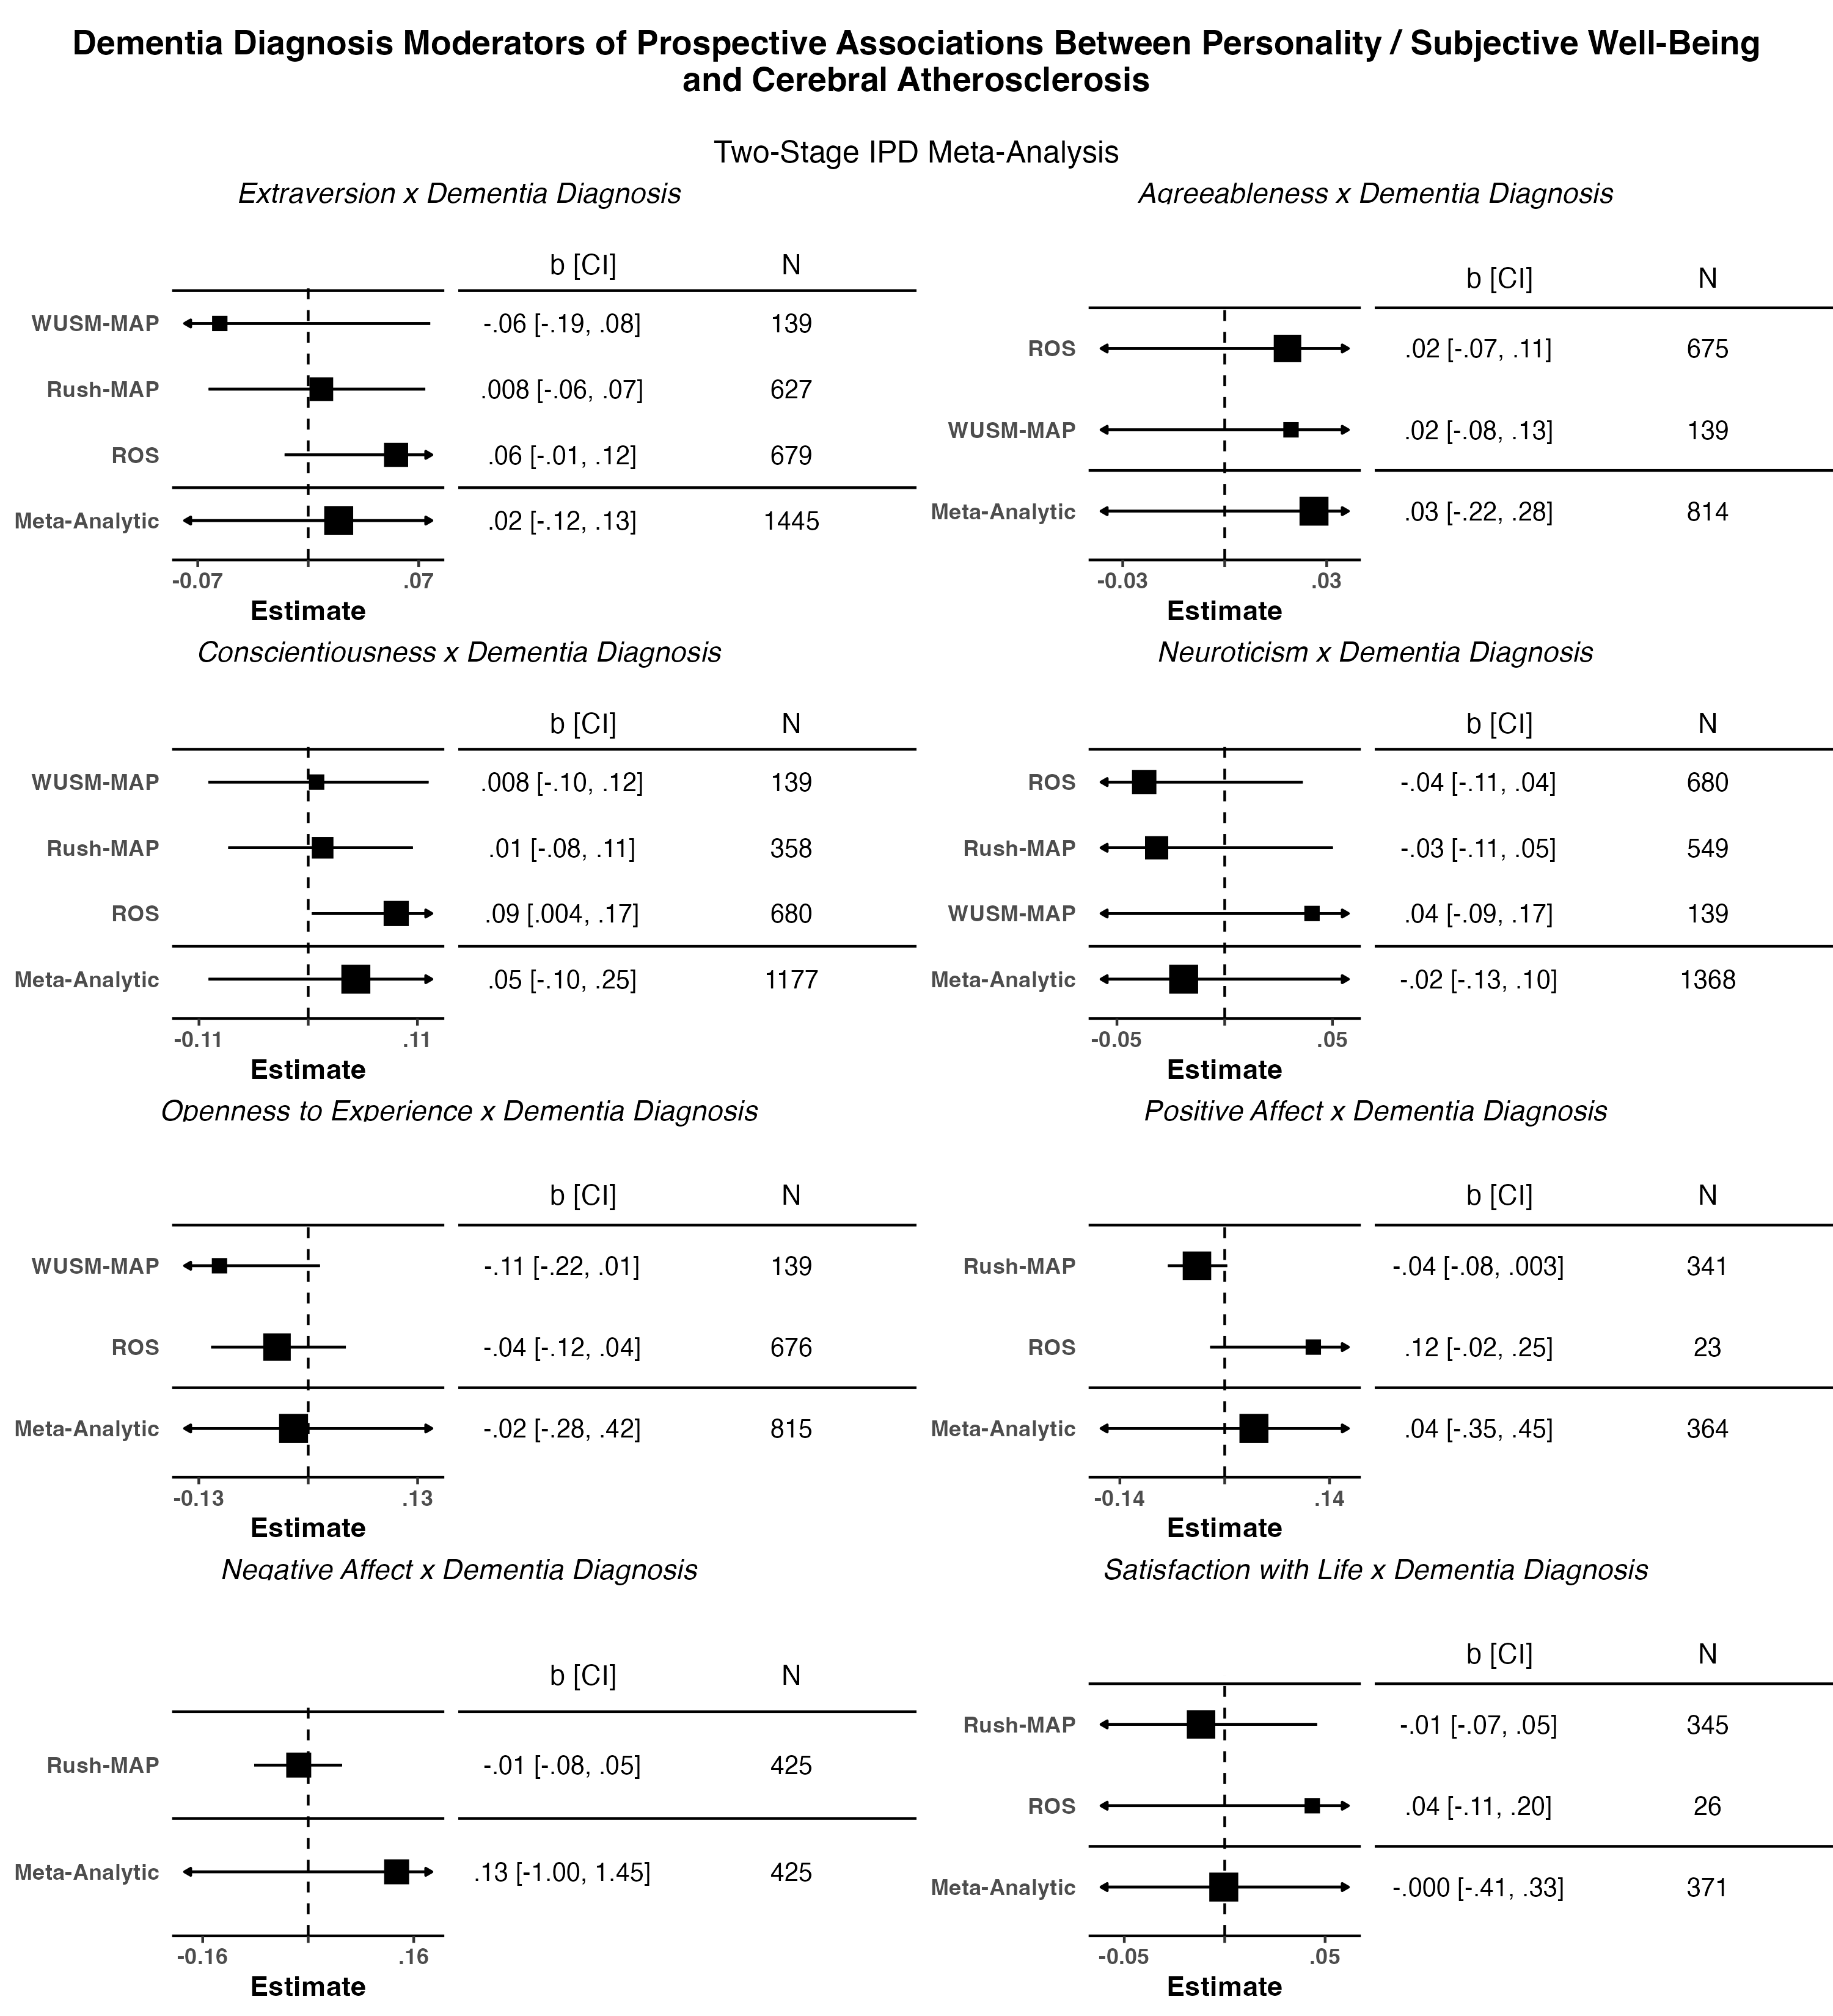 Dementia Diagnosis Moderators of Prospective Associations Between Personality / Subjective Well-Being
and Cerebral Atherosclerosis
Two-Stage IPD Meta-Analysis
Extraversion x Dementia Diagnosis
b [CI] N
WUSM-MAP -.06 [-.19, .08] 139
Rush-MAP .008 [-.06, .07] 627
ROS .06 [-.01, .12] 679
Meta-Analytic .02 [-.12, .13] 1445
-0.07 .07
Estimate
Agreeableness x Dementia Diagnosis
b [CI] N
ROS .02 [-.07, .11] 675
WUSM-MAP .02 [-.08, .13] 139
Meta-Analytic .03 [-.22, .28] 814
-0.03 .03
Estimate
Conscientiousness x Dementia Diagnosis
b [CI] N
WUSM-MAP .008 [-.10, .12] 139
Rush-MAP .01 [-.08, .11] 358
ROS .09 [.004, .17] 680
Meta-Analytic .05 [-.10, .25] 1177
-0.11 .11
Estimate
Neuroticism x Dementia Diagnosis
b [CI] N
ROS -.04 [-.11, .04] 680
Rush-MAP -.03 [-.11, .05] 549
WUSM-MAP .04 [-.09, .17] 139
Meta-Analytic -.02 [-.13, .10] 1368
-0.05 .05
Estimate
Openness to Experience x Dementia Diagnosis
b [CI] N
WUSM-MAP -.11 [-.22, .01] 139
ROS -.04 [-.12, .04] 676
Meta-Analytic -.02 [-.28, .42] 815
-0.13 .13
Estimate
Positive Affect x Dementia Diagnosis
b [CI] N
Rush-MAP -.04 [-.08, .003] 341
ROS .12 [-.02, .25] 23
Meta-Analytic .04 [-.35, .45] 364
-0.14 .14
Estimate
Negative Affect x Dementia Diagnosis
b [CI] N
Rush-MAP -.01 [-.08, .05] 425
Meta-Analytic .13 [-1.00, 1.45] 425
-0.16 .16
Estimate
Satisfaction with Life x Dementia Diagnosis
b [CI] N
Rush-MAP -.01 [-.07, .05] 345
ROS .04 [-.11, .20] 26
Meta-Analytic -.000 [-.41, .33] 371
-0.05 .05
Estimate